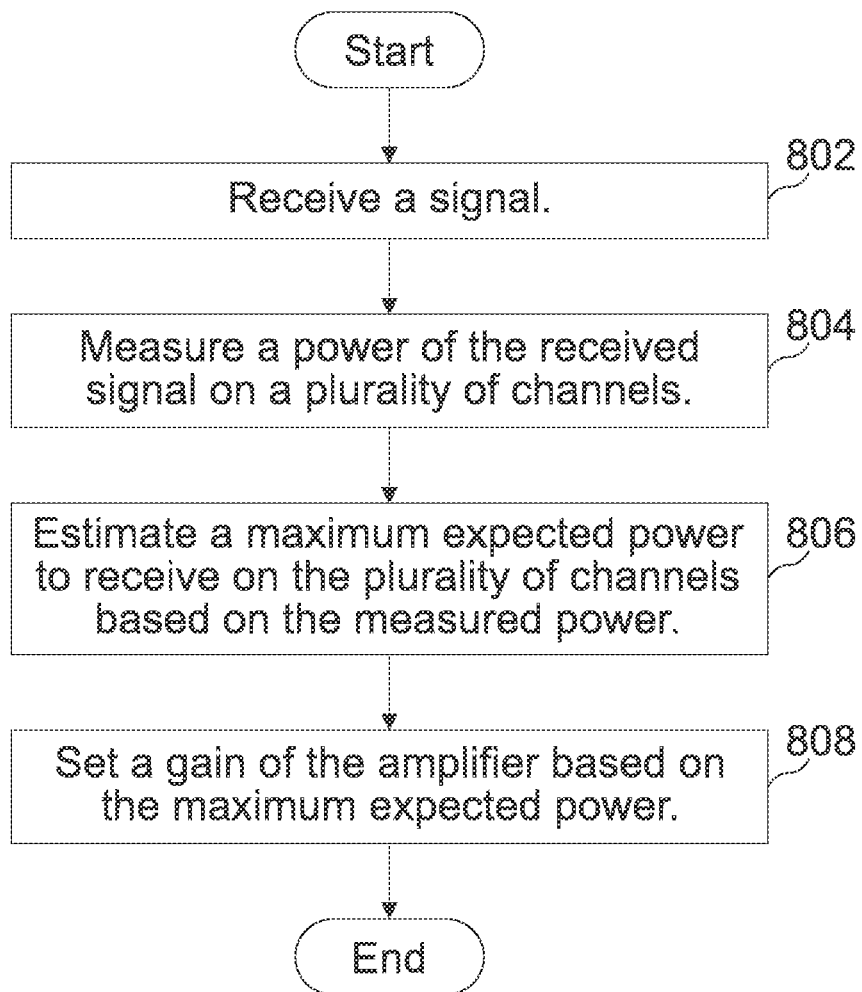 Start
802
Receive a signal.
804
Measure a power of the received
signal on a plurality of channels.
806
Estimate a maximum expected power
to receive on the plurality of channels
based on the measured power.
808
Set a gain of the amplifier based on
the maximum expected power.
End